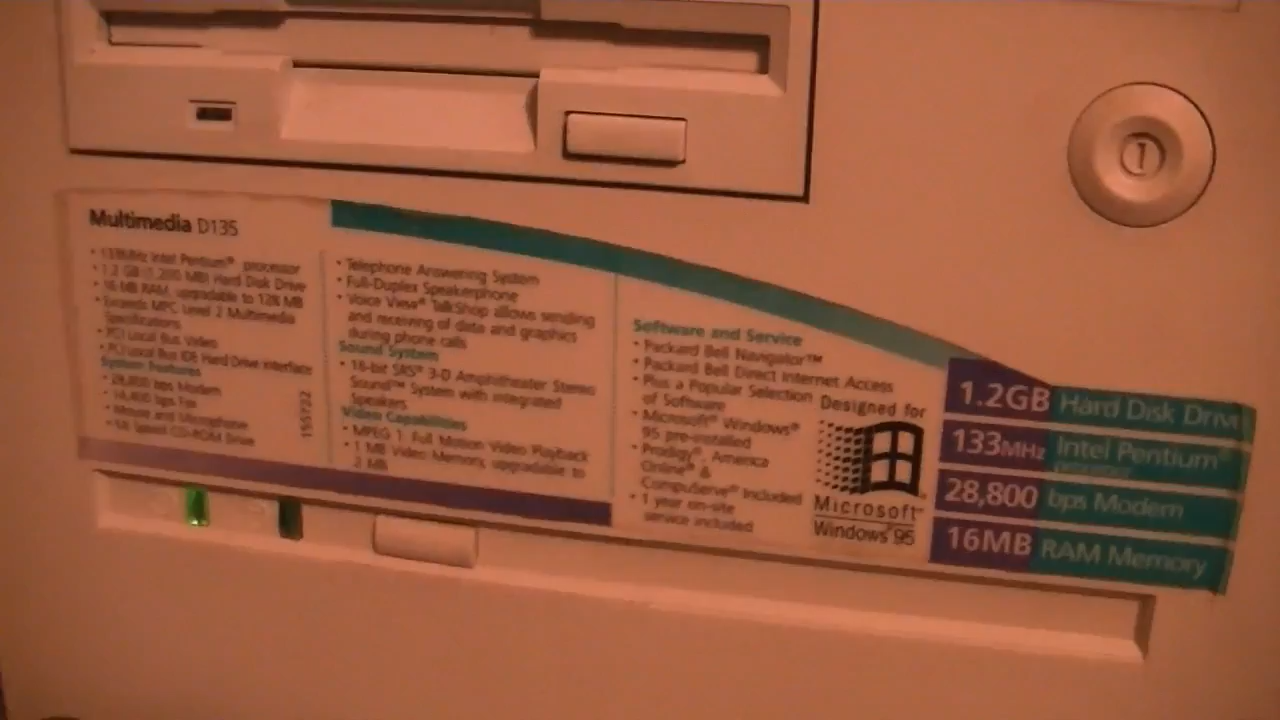 Multimedia D135
• 133MHz Intel Pentium® processor
• 1.2 GB (1,200 MB) Hard Disk Drive
• 16 MB RAM, upgradable to 128 MB
• Exceeds MPC Level 2 Multimedia
Specifications
• PCI Local Bus Video
• PCI Local Bus IDE Hard Drive interface
System Features
• 28,800 bps Modem
• 14,400 bps Fax
• Mouse and Microphone
• Speed CD-ROM Drive
151722
• Telephone Answering System
• Full-Duplex Speakerphone
• Voice View® TalkShop allows sending
and receiving of data and graphics
during phone calls
Sound System
• 16-bit SRS® 3-D Amphitheater Stereo
Sound™ System with integrated
Speakers
Video Capabilities
• MPEG 1 Full Motion Video Playback
• 1 MB Video Memory, upgradable to
2 MB
Software and Service
• Packard Bell Navigator™
• Packard Bell Direct Internet Access
• Plus a Popular Selection
of Software
• Microsoft® Windows®
95 pre-installed
• Prodigy®, America
Online® &
CompuServe® Included
• 1 year on-site
service included
Designed for
Microsoft®
Windows®95
1.2GB Hard Disk Drive
133MHz Intel Pentium®
processor
28,800 bps Modem
16MB RAM Memory